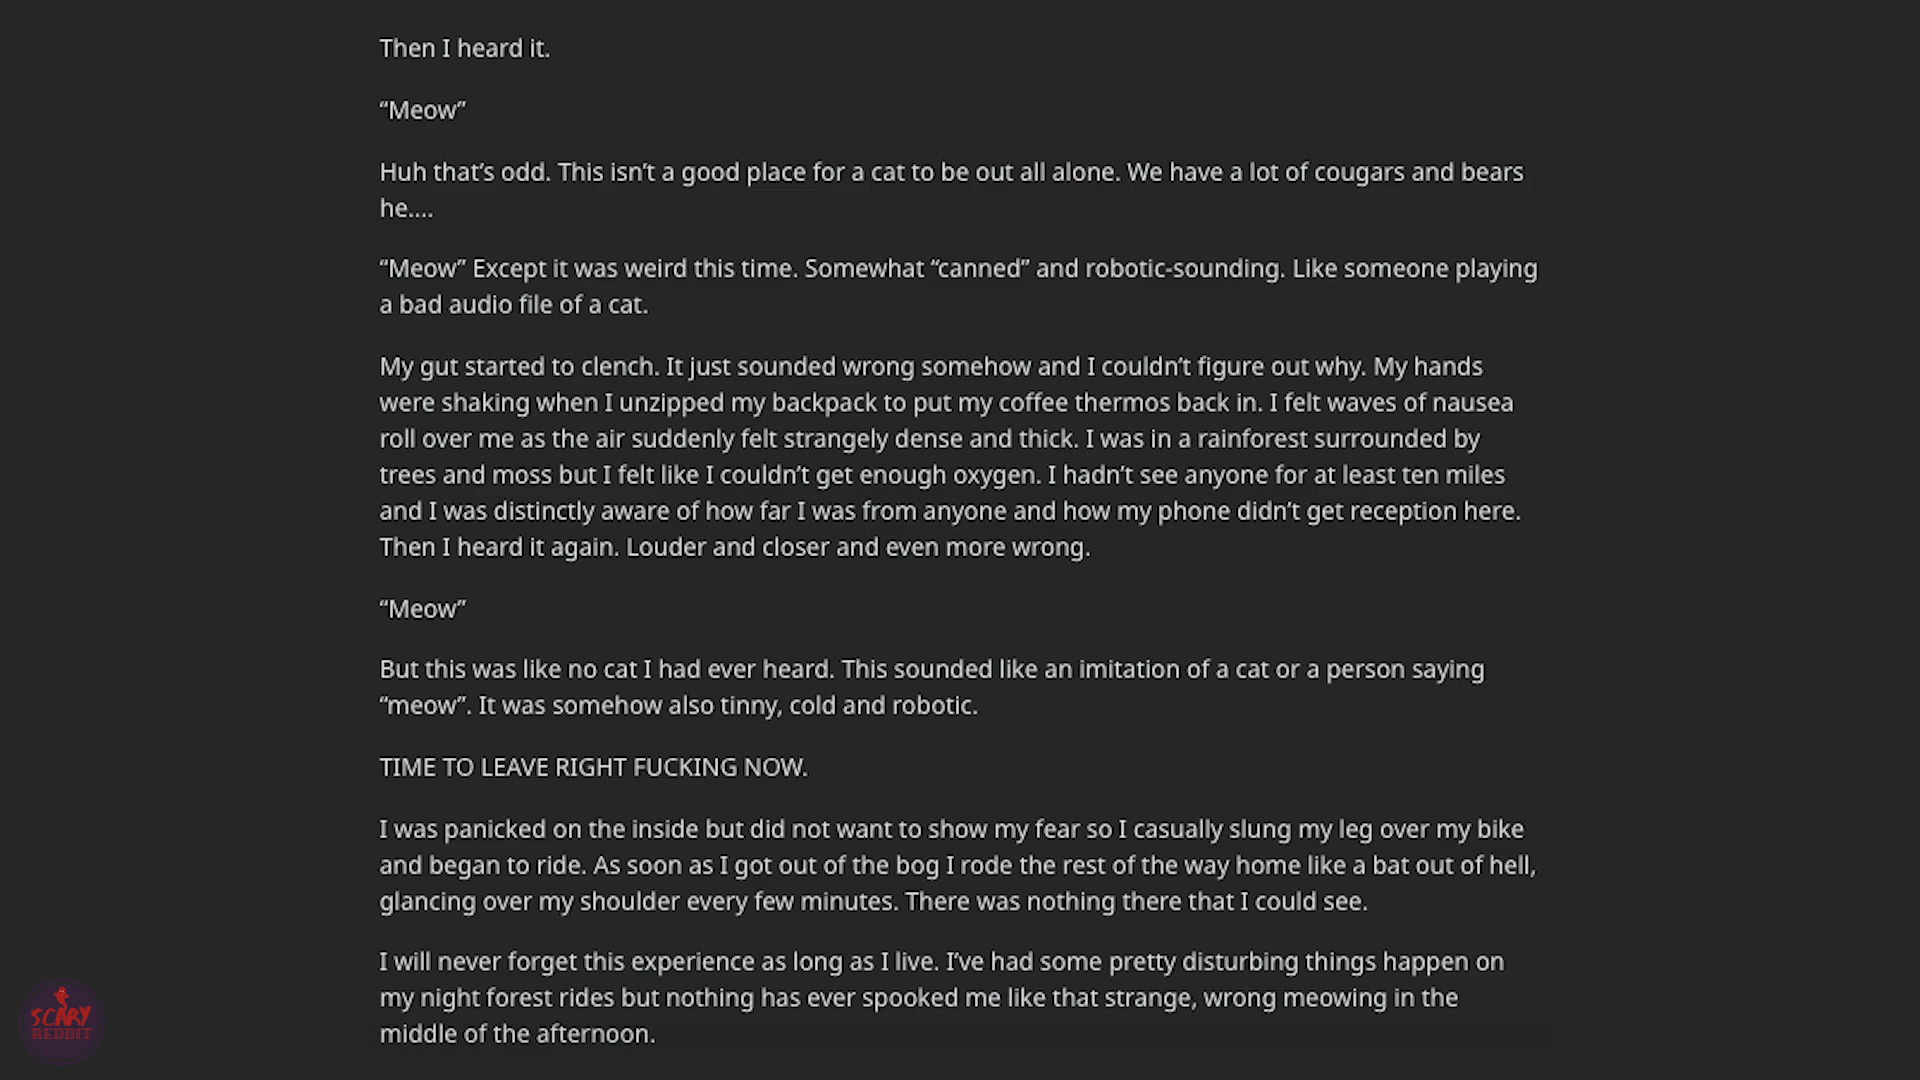 Then I heard it.
“Meow”
Huh that’s odd. This isn’t a good place for a cat to be out all alone. We have a lot of cougars and bears
he....
“Meow” Except it was weird this time. Somewhat “canned” and robotic-sounding. Like someone playing
a bad audio file of a cat.
My gut started to clench. It just sounded wrong somehow and I couldn’t figure out why. My hands
were shaking when I unzipped my backpack to put my coffee thermos back in. I felt waves of nausea
roll over me as the air suddenly felt strangely dense and thick. I was in a rainforest surrounded by
trees and moss but I felt like I couldn’t get enough oxygen. I hadn’t see anyone for at least ten miles
and I was distinctly aware of how far I was from anyone and how my phone didn’t get reception here.
Then I heard it again. Louder and closer and even more wrong.
“Meow”
But this was like no cat I had ever heard. This sounded like an imitation of a cat or a person saying
“meow”. It was somehow also tinny, cold and robotic.
TIME TO LEAVE RIGHT FUCKING NOW.
I was panicked on the inside but did not want to show my fear so I casually slung my leg over my bike
and began to ride. As soon as I got out of the bog I rode the rest of the way home like a bat out of hell,
glancing over my shoulder every few minutes. There was nothing there that I could see.
I will never forget this experience as long as I live. I’ve had some pretty disturbing things happen on
my night forest rides but nothing has ever spooked me like that strange, wrong meowing in the
middle of the afternoon.
SCARY
REDDIT